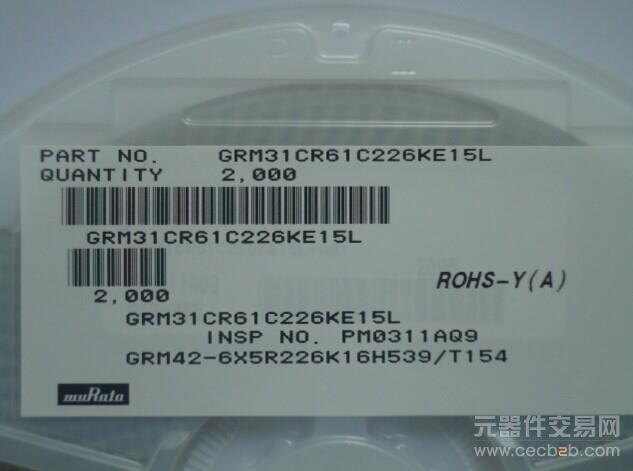 PART NO. GRM31CR61C226KE15L
QUANTITY 2,000
GRM31CR61C226KE15L
ROHS-Y(A)
2,000
GRM31CR61C226KE15L
INSP NO. PM0311AQ9
GRM42-6X5R226K16H539/T154
muRata
元器件交易网
www.cecb2b.com